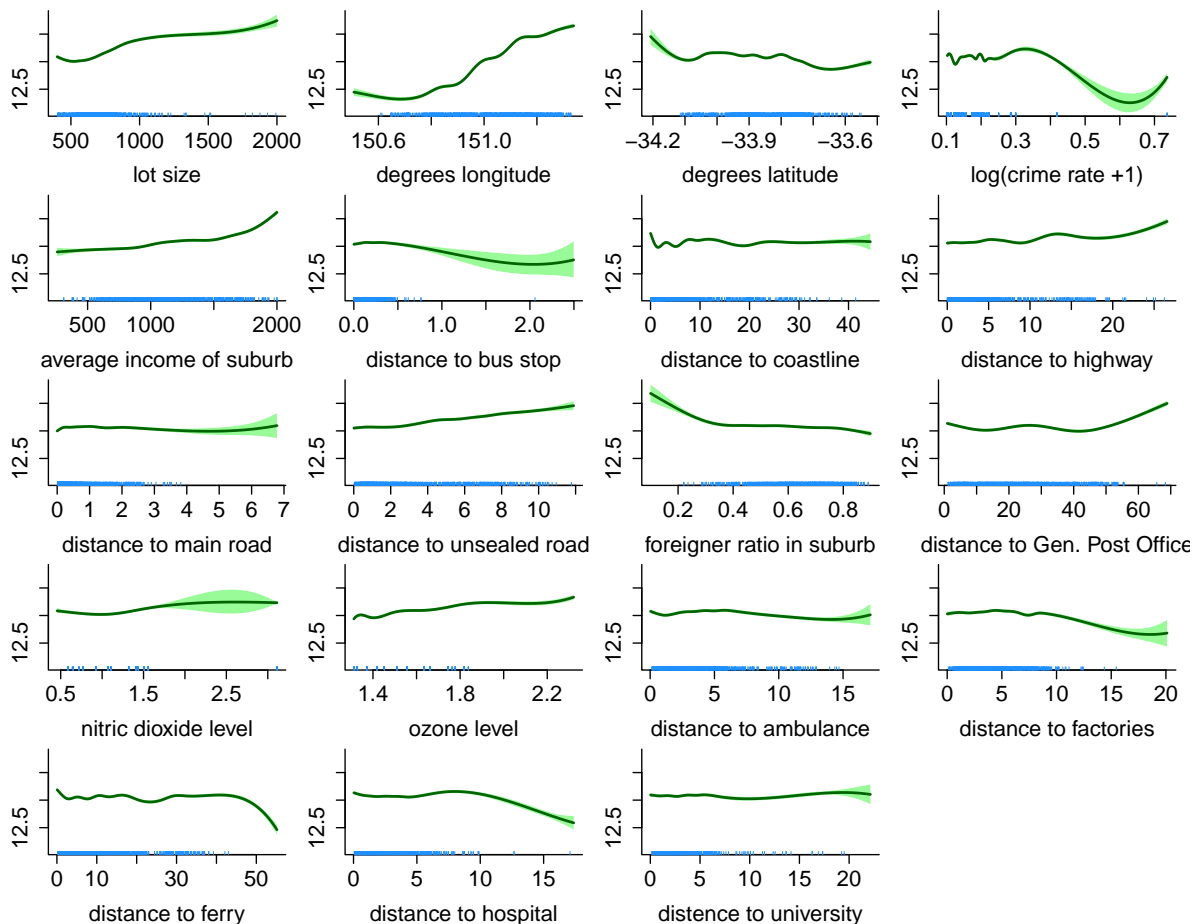 12.5 12.5 12.5 12.5
500 1000 1500 2000 150.6 151.0 −34.2 −33.9 −33.6 0.1 0.3 0.5 0.7
lot size degrees longitude degrees latitude log(crime rate +1)
12.5 12.5 12.5 12.5
500 1000 2000 0.0 1.0 2.0 0 10 20 30 40 0 5 10 20
average income of suburb distance to bus stop distance to coastline distance to highway
12.5 12.5 12.5 12.5
0 1 2 3 4 5 6 7 0 2 4 6 8 10 0.2 0.4 0.6 0.8 0 20 40 60
distance to main road distance to unsealed road foreigner ratio in suburb distance to Gen. Post Office
12.5 12.5 12.5 12.5
0.5 1.5 2.5 1.4 1.8 2.2 0 5 10 15 0 5 10 15 20
nitric dioxide level ozone level distance to ambulance distance to factories
12.5 12.5 12.5
0 10 30 50 0 5 10 15 0 5 10 15 20
distance to ferry distance to hospital distence to university